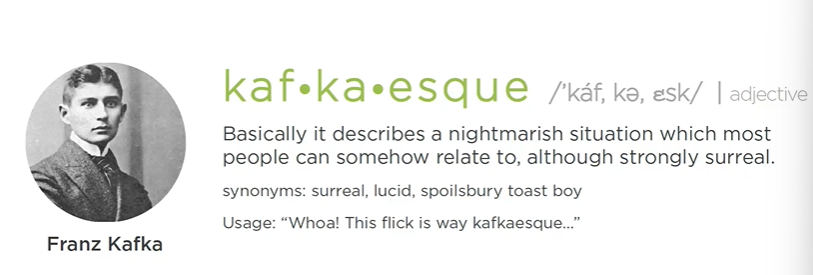 kaf•ka•esque /'káf, kə, ɛsk/ | adjective
Basically it describes a nightmarish situation which most
people can somehow relate to, although strongly surreal.
synonyms: surreal, lucid, spoilsbury toast boy
Usage: “Whoa! This flick is way kafkaesque...”
Franz Kafka